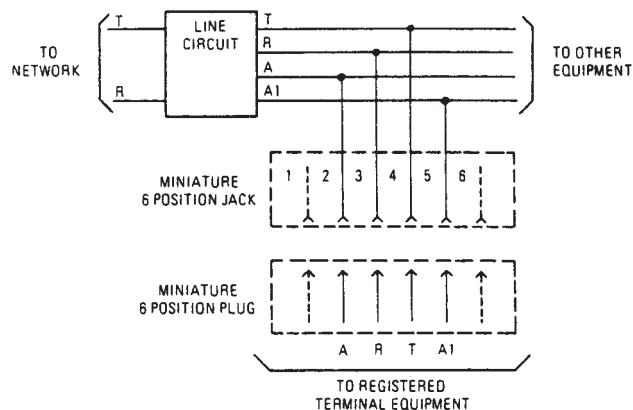 T
LINE
CIRCUIT
T
R
A
A1
TO
NETWORK
R
TO OTHER
EQUIPMENT
MINIATURE
6 POSITION JACK
1 2 3 4 5 6
MINIATURE
6 POSITION PLUG
A R T A1
TO REGISTERED
TERMINAL EQUIPMENT